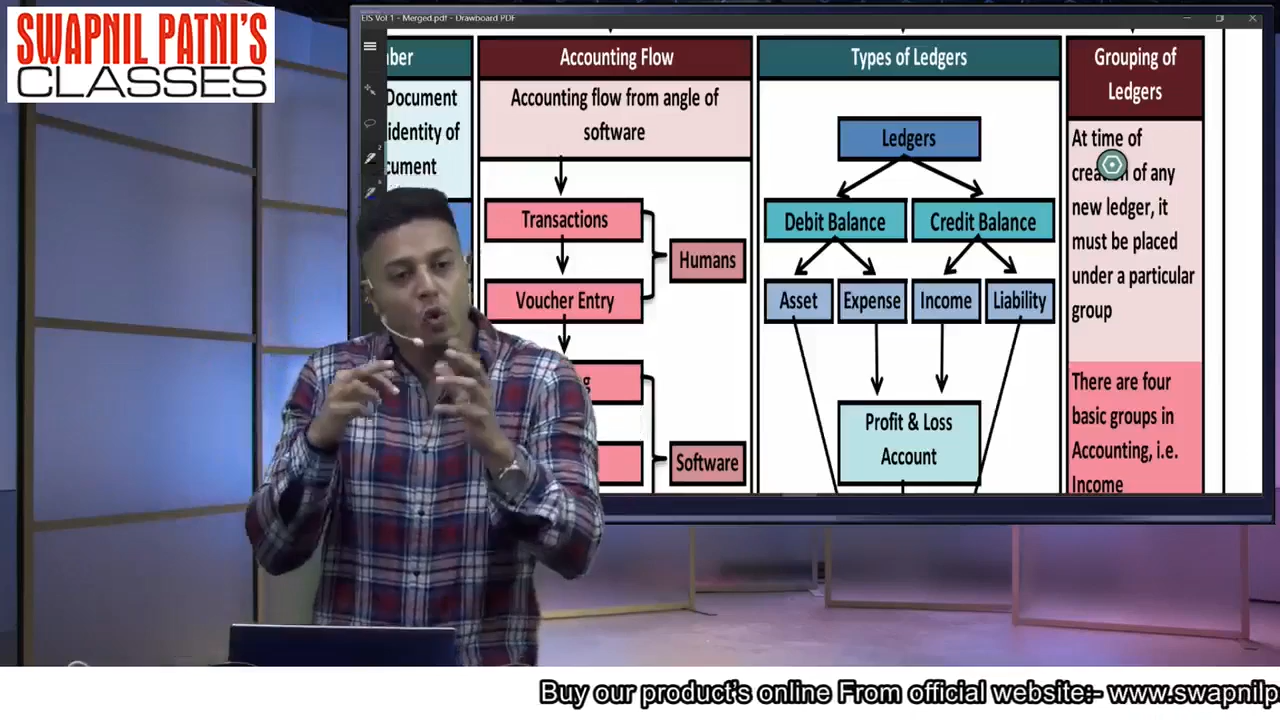 SWAPNIL PATNI'S
CLASSES
EIS Vol 1 - Merged.pdf - Drawboard PDF
Document
identity of
Accounting Flow
Accounting flow from angle of
software
Transactions
Voucher Entry
Humans
Software
Types of Ledgers
Ledgers
Debit Balance
Credit Balance
Asset
Expense
Income
Liability
Profit & Loss
Account
Grouping of
Ledgers
At time of
of any
new ledger, it
must be placed
under a particular
group
There are four
basic groups in
Accounting, i.e.
Income
Buy our product's online From official website:- www.swapnilp